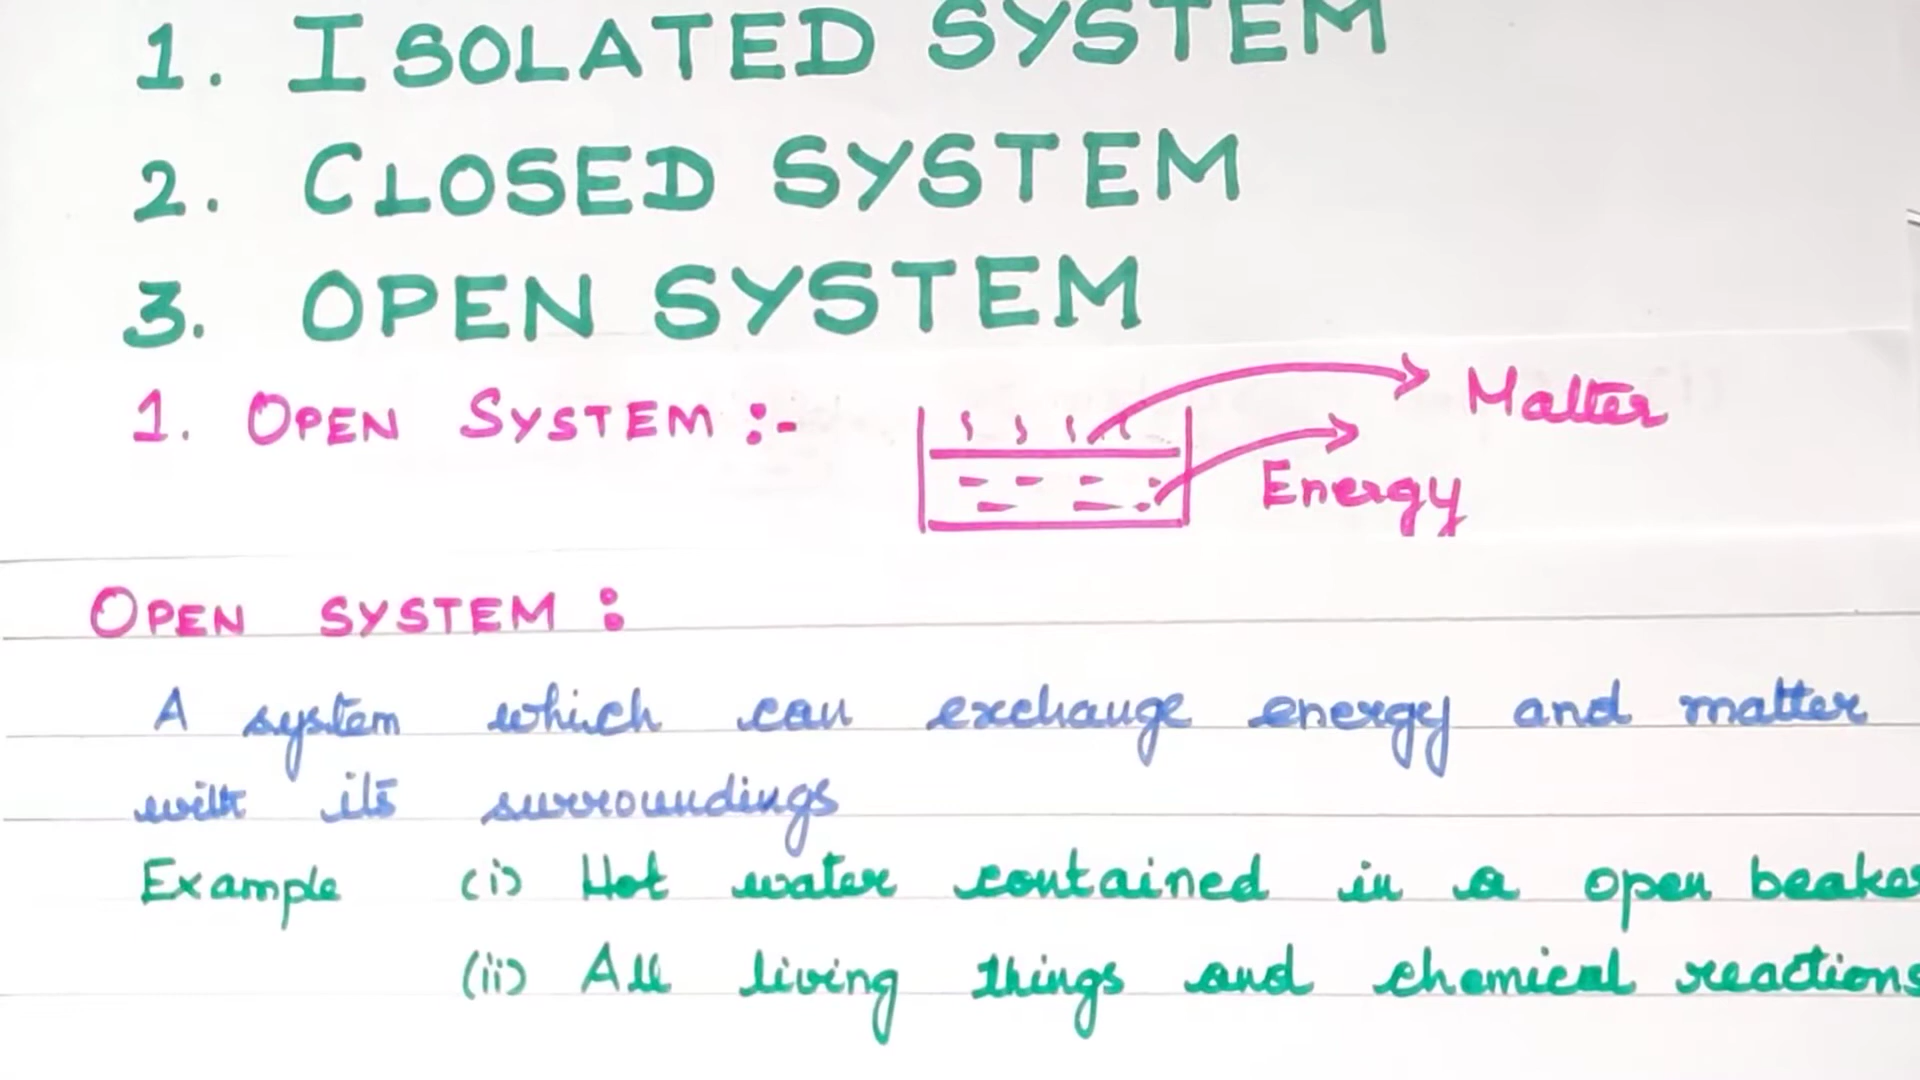 1. ISOLATED SYSTEM
2. CLOSED SYSTEM
3. OPEN SYSTEM
1. OPEN SYSTEM :-
Matter
Energy
OPEN SYSTEM :
A system which can exchange energy and matter
with its surroundings
Example (i) Hot water contained in a open beaker
(ii) All living things and chemical reactions